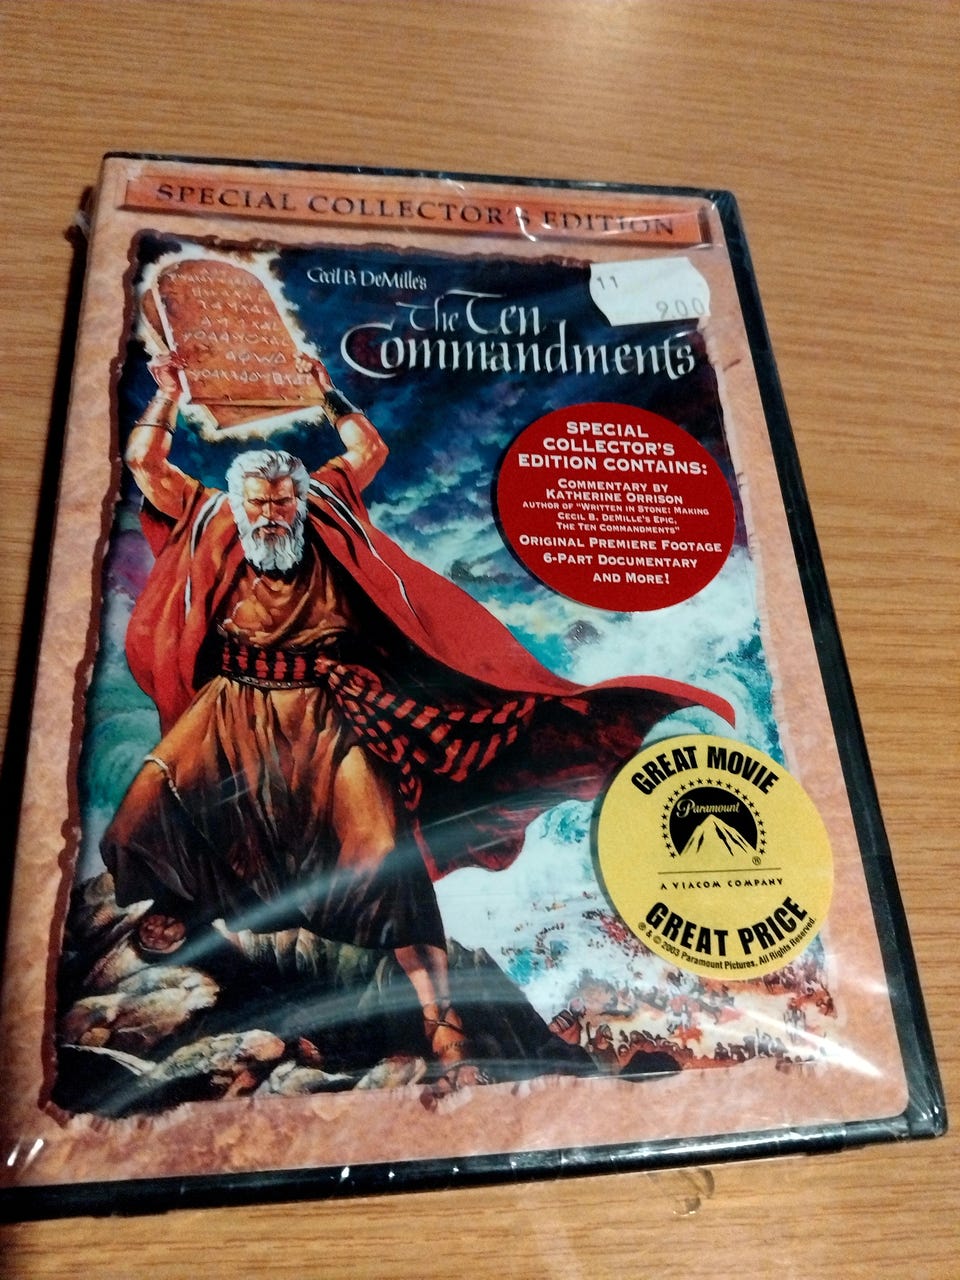 SPECIAL COLLECTOR'S EDITION
Cecil B. DeMille's
The Ten
Commandments
11
9.00
SPECIAL
COLLECTOR'S
EDITION CONTAINS:
COMMENTARY BY
KATHERINE ORRISON
AUTHOR OF "WRITTEN IN STONE: MAKING
CECIL B. DEMILLE'S EPIC,
THE TEN COMMANDMENTS"
ORIGINAL PREMIERE FOOTAGE
6-PART DOCUMENTARY
AND MORE!
GREAT MOVIE
Paramount
®
A VIACOM COMPANY
GREAT PRICE
® & © 2003 Paramount Pictures. All Rights Reserved.